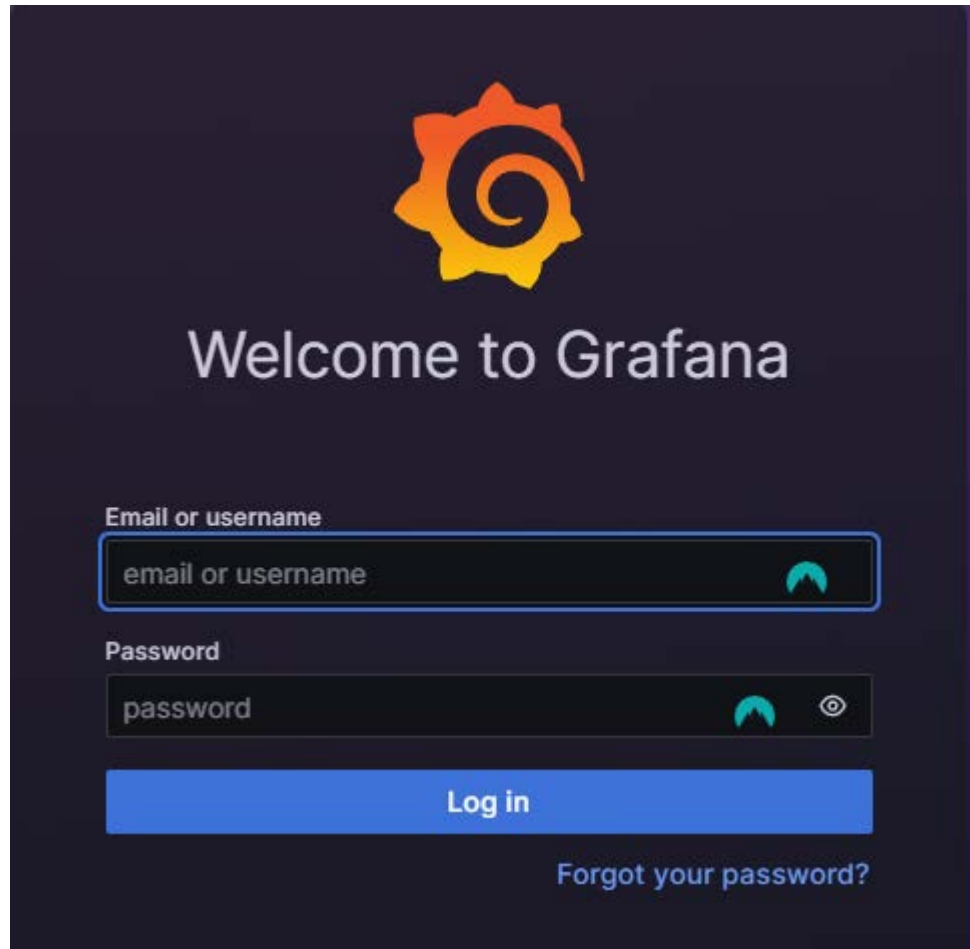 Welcome to Grafana
Email or username
email or username
Password
password
Log in
Forgot your password?